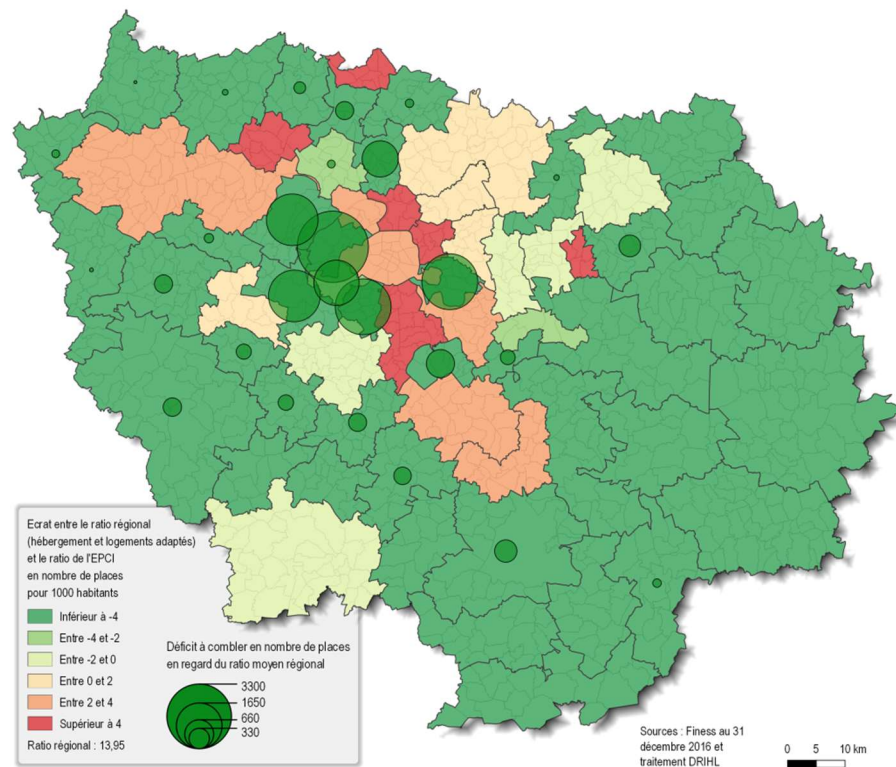 Ecrat entre le ratio régional
(hébergement et logements adaptés)
et le ratio de l'EPCI
en nombre de places
pour 1000 habitants
Inférieur à -4
Entre -4 et -2
Entre -2 et 0
Entre 0 et 2
Entre 2 et 4
Supérieur à 4
Ratio régional : 13,95
Déficit à combler en nombre de places
en regard du ratio moyen régional
3300
1650
660
330
Sources : Finess au 31
décembre 2016 et
traitement DRIHL
0 5 10 km